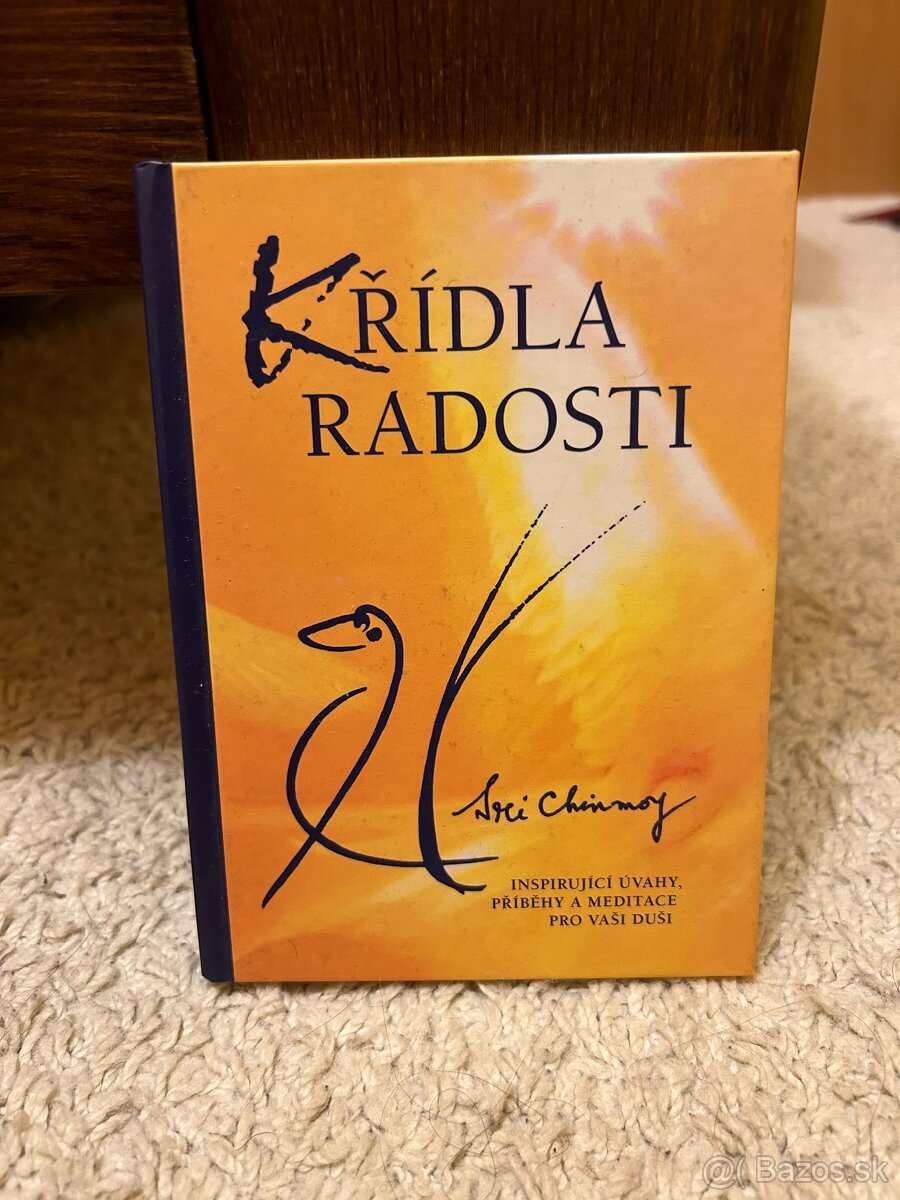 KŘÍDLA
RADOSTI
Sri Chinmoy
INSPIRUJÍCÍ ÚVAHY,
PŘÍBĚHY A MEDITACE
PRO VAŠI DUŠI
@( Bazos.sk